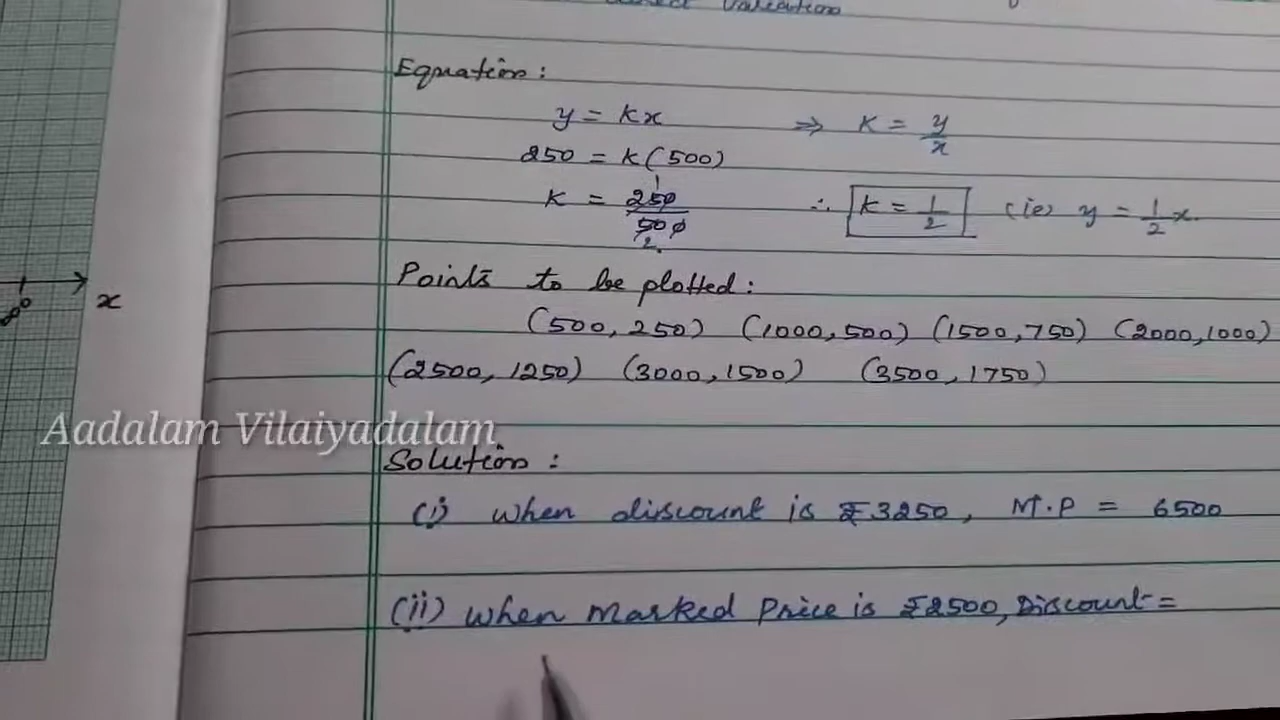 Variation
Equation:
y = kx ⇒ K = y/x
250 = K(500)
K = 250/500 ∴ K = 1/2 (ie) y = 1/2 x.
Points to be plotted:
(500, 250) (1000, 500) (1500, 750) (2000, 1000)
(2500, 1250) (3000, 1500) (3500, 1750)
Aadalam Vilaiyadalam
Solution:
(i) When discount is ₹3250, M.P = 6500
(ii) When Marked Price is ₹2500, Discount =
x